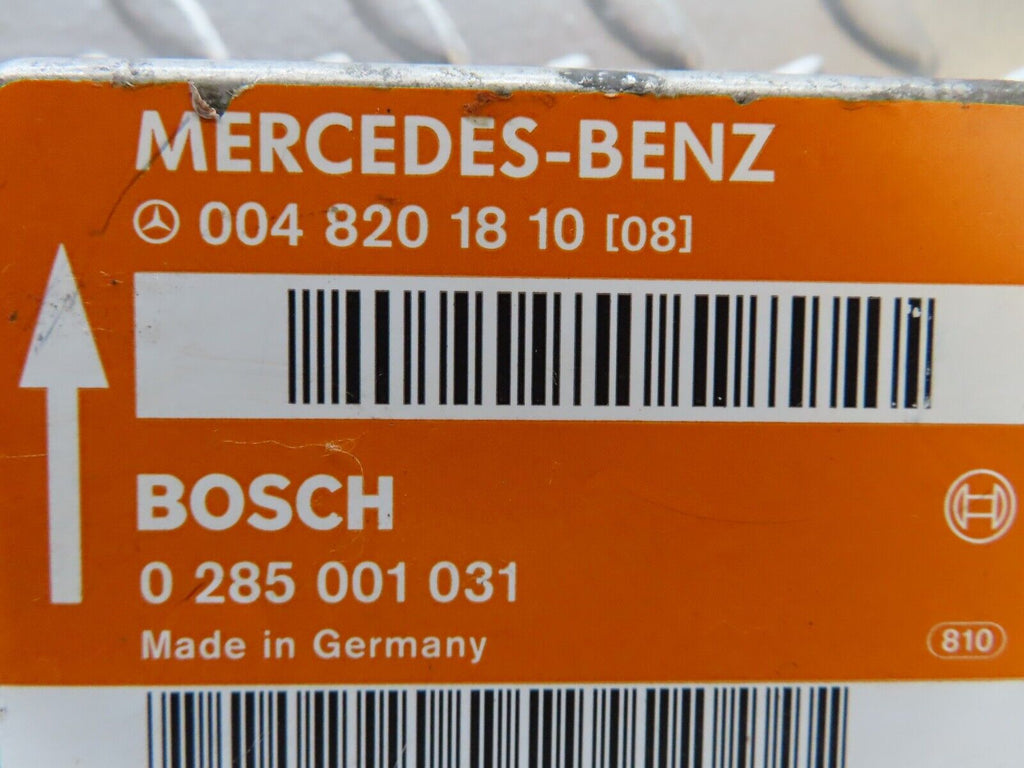 MERCEDES-BENZ
004 820 18 10 [08]
BOSCH
0 285 001 031
Made in Germany
810